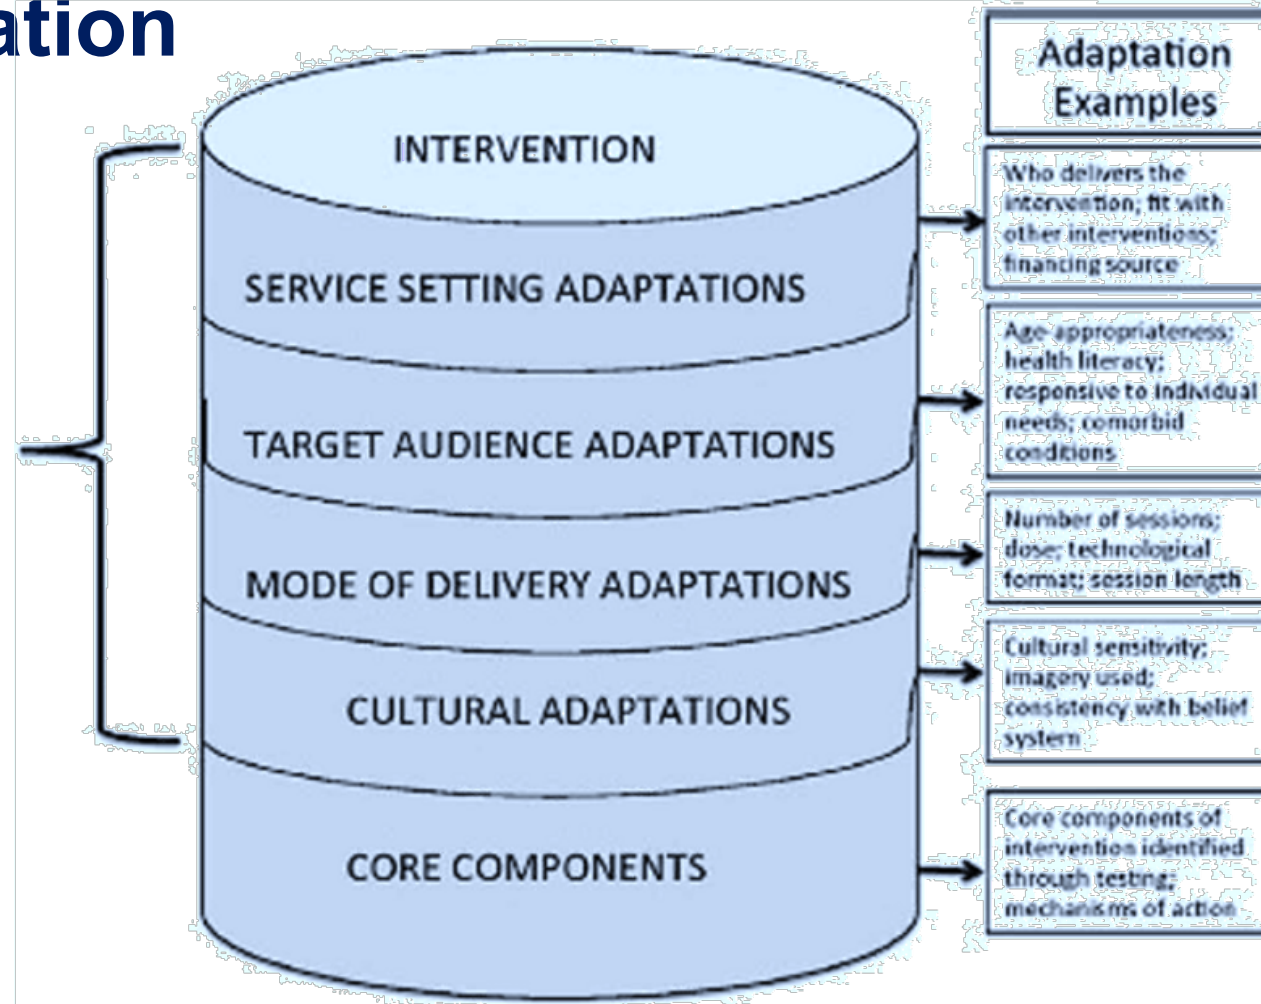 ation
INTERVENTION
SERVICE SETTING ADAPTATIONS
TARGET AUDIENCE ADAPTATIONS
MODE OF DELIVERY ADAPTATIONS
CULTURAL ADAPTATIONS
CORE COMPONENTS
Adaptation
Examples
Who delivers the
intervention; fit with
other interventions;
financing source
Age-appropriateness;
health literacy;
responsive to individual
needs; comorbid
conditions
Number of sessions;
dose; technological
format; session length
Cultural sensitivity;
imagery used;
consistency with belief
system
Core components of
intervention identified
through testing;
mechanisms of action